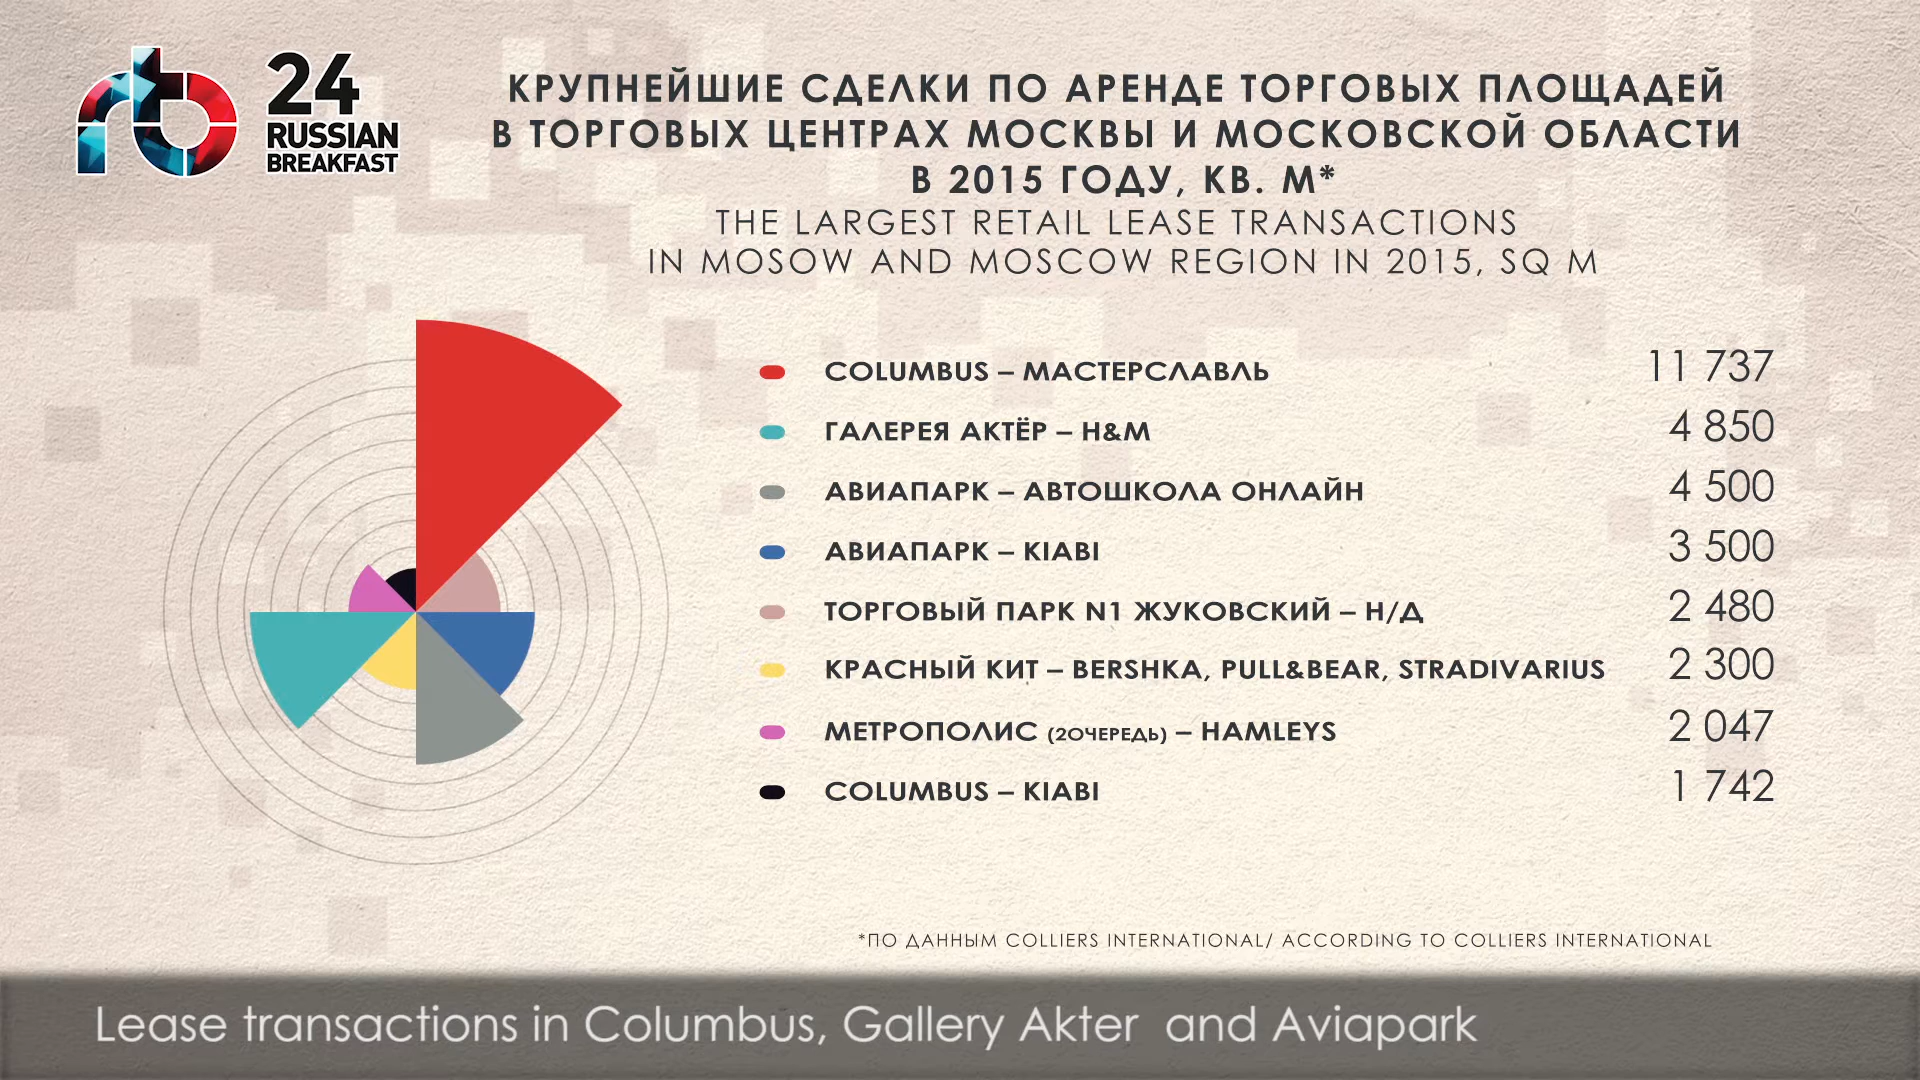 rb
24
RUSSIAN
BREAKFAST
КРУПНЕЙШИЕ СДЕЛКИ ПО АРЕНДЕ ТОРГОВЫХ ПЛОЩАДЕЙ
В ТОРГОВЫХ ЦЕНТРАХ МОСКВЫ И МОСКОВСКОЙ ОБЛАСТИ
В 2015 ГОДУ, КВ. М*
THE LARGEST RETAIL LEASE TRANSACTIONS
IN MOSOW AND MOSCOW REGION IN 2015, SQ M
COLUMBUS – МАСТЕРСЛАВЛЬ 11 737
ГАЛЕРЕЯ АКТЁР – H&M 4 850
АВИАПАРК – АВТОШКОЛА ОНЛАЙН 4 500
АВИАПАРК – KIABI 3 500
ТОРГОВЫЙ ПАРК N1 ЖУКОВСКИЙ – Н/Д 2 480
КРАСНЫЙ КИТ – BERSHKA, PULL&BEAR, STRADIVARIUS 2 300
МЕТРОПОЛИС (2ОЧЕРЕДЬ) – HAMLEYS 2 047
COLUMBUS – KIABI 1 742
*ПО ДАННЫМ COLLIERS INTERNATIONAL/ ACCORDING TO COLLIERS INTERNATIONAL
Lease transactions in Columbus, Gallery Akter and Aviapark